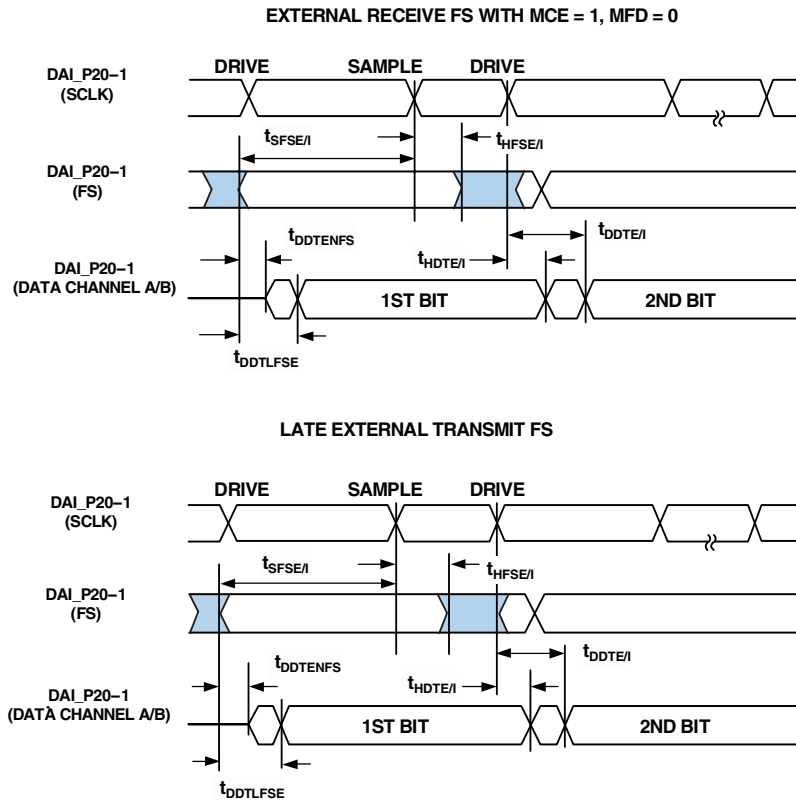 EXTERNAL RECEIVE FS WITH MCE = 1, MFD = 0
DAI_P20–1
(SCLK)
DRIVE SAMPLE DRIVE
tSFSE/I tHFSE/I
DAI_P20–1
(FS)
tDDTENFS tHDTE/I tDDTE/I
DAI_P20–1
(DATA CHANNEL A/B)
1ST BIT 2ND BIT
tDDTLFSE
LATE EXTERNAL TRANSMIT FS
DAI_P20–1
(SCLK)
DRIVE SAMPLE DRIVE
tSFSE/I tHFSE/I
DAI_P20–1
(FS)
tDDTENFS tHDTE/I tDDTE/I
DAI_P20–1
(DATA CHANNEL A/B)
1ST BIT 2ND BIT
tDDTLFSE